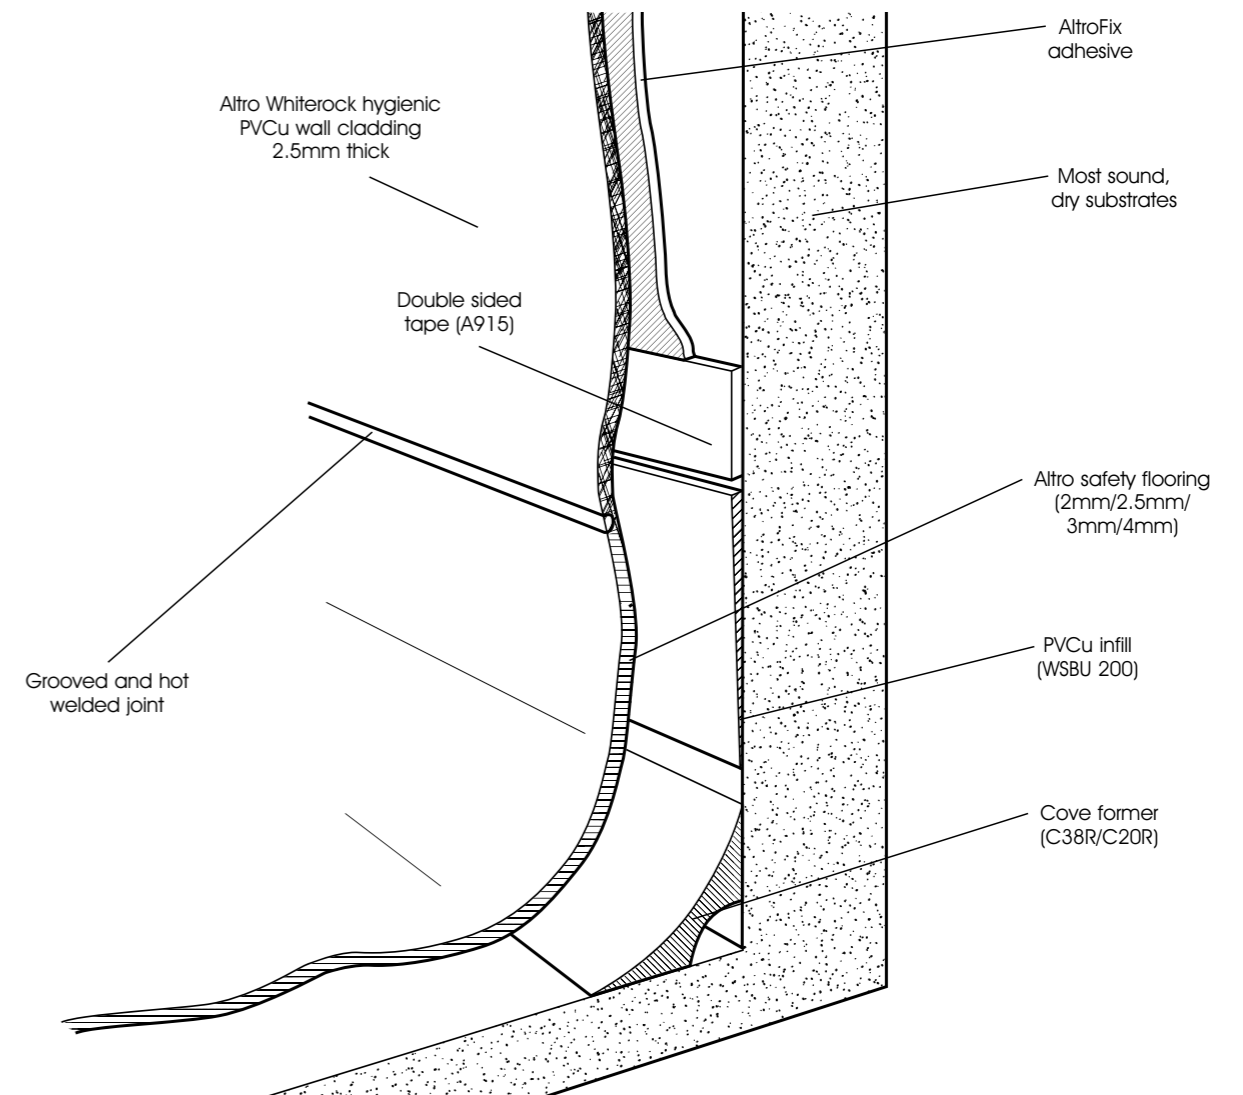 AltroFix
adhesive
Altro Whiterock hygienic
PVCu wall cladding
2.5mm thick
Most sound,
dry substrates
Double sided
tape (A915)
Altro safety flooring
(2mm/2.5mm/
3mm/4mm)
PVCu infill
(WSBU 200)
Grooved and hot
welded joint
Cove former
(C38R/C20R)